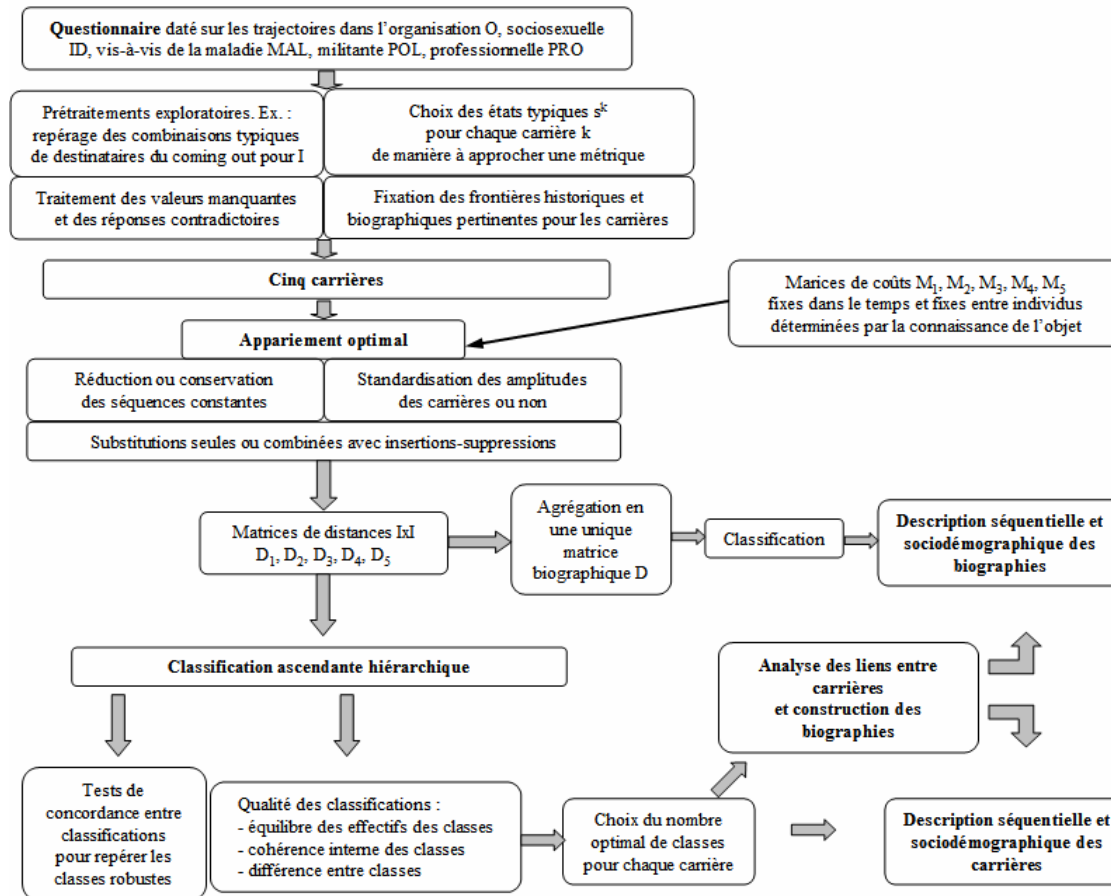 Questionnaire daté sur les trajectoires dans l'organisation O, sociosexuelle
ID, vis-à-vis de la maladie MAL, militante POL, professionnelle PRO
Prétraitements exploratoires. Ex. :
repérage des combinaisons typiques
de destinataires du coming out pour I
Choix des états typiques s^k
pour chaque carrière k
de manière à approcher une métrique
Traitement des valeurs manquantes
et des réponses contradictoires
Fixation des frontières historiques et
biographiques pertinentes pour les carrières
Cinq carrières
Marices de coûts M₁, M₂, M₃, M₄, M₅
fixes dans le temps et fixes entre individus
déterminées par la connaissance de l'objet
Appariement optimal
Réduction ou conservation
des séquences constantes
Standardisation des amplitudes
des carrières ou non
Substitutions seules ou combinées avec insertions-suppressions
Matrices de distances IxI
D₁, D₂, D₃, D₄, D₅
Agrégation en
une unique
matrice
biographique D
Classification
Description séquentielle et
sociodémographique des
biographies
Classification ascendante hiérarchique
Analyse des liens entre
carrières
et construction des
biographies
Tests de
concordance entre
classifications
pour repérer les
classes robustes
Qualité des classifications :
- équilibre des effectifs des classes
- cohérence interne des classes
- différence entre classes
Choix du nombre
optimal de classes
pour chaque carrière
Description séquentielle et
sociodémographique des
carrières